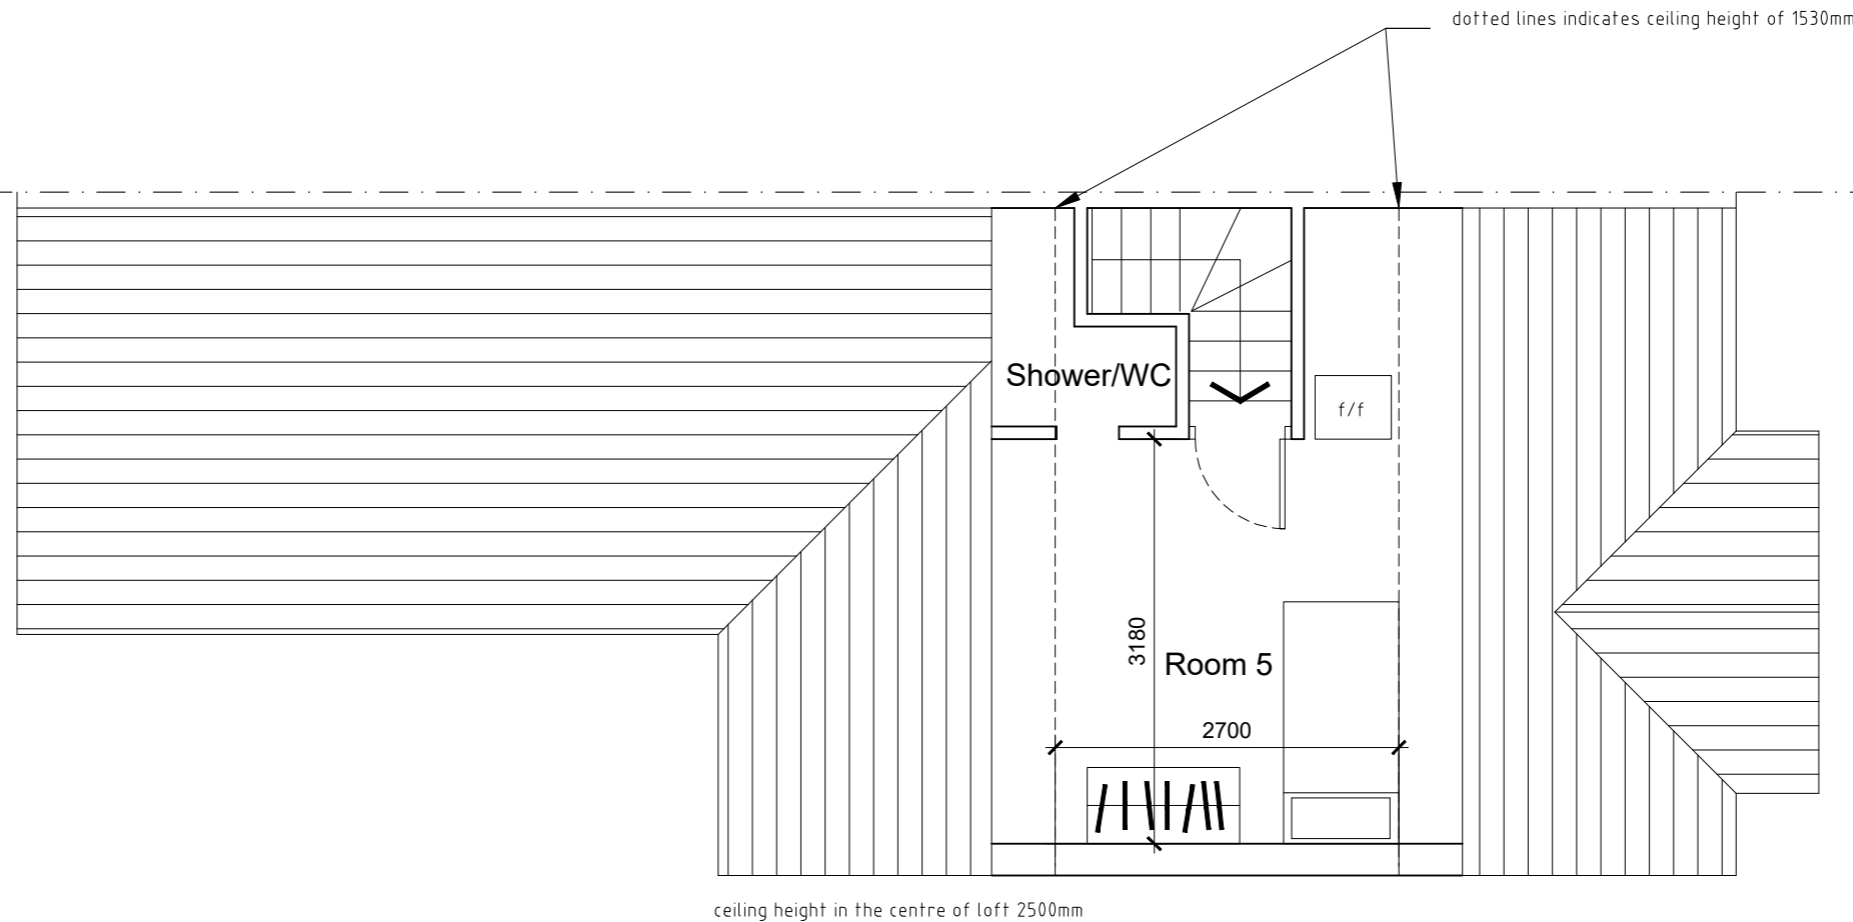 dotted lines indicates ceiling height of 1530mm
Shower/WC
f/f
3180
Room 5
2700
ceiling height in the centre of loft 2500mm